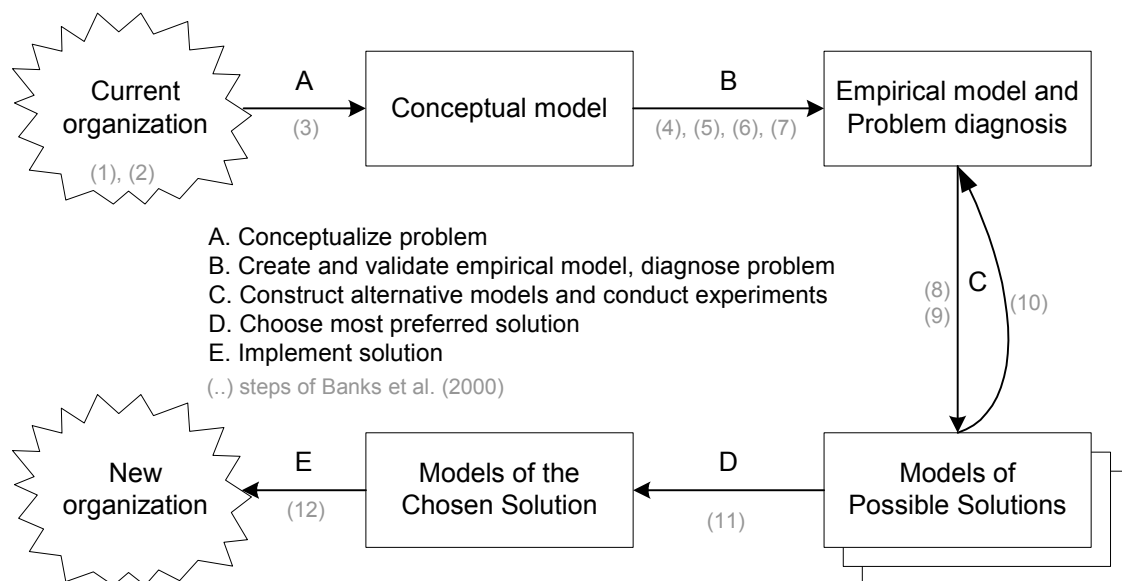 Current
organization
(1), (2)
A
(3)
Conceptual model
B
(4), (5), (6), (7)
Empirical model and
Problem diagnosis
A. Conceptualize problem
B. Create and validate empirical model, diagnose problem
C. Construct alternative models and conduct experiments
D. Choose most preferred solution
E. Implement solution
(..) steps of Banks et al. (2000)
(8)
(9)
C
(10)
New
organization
E
(12)
Models of the
Chosen Solution
D
(11)
Models of
Possible Solutions